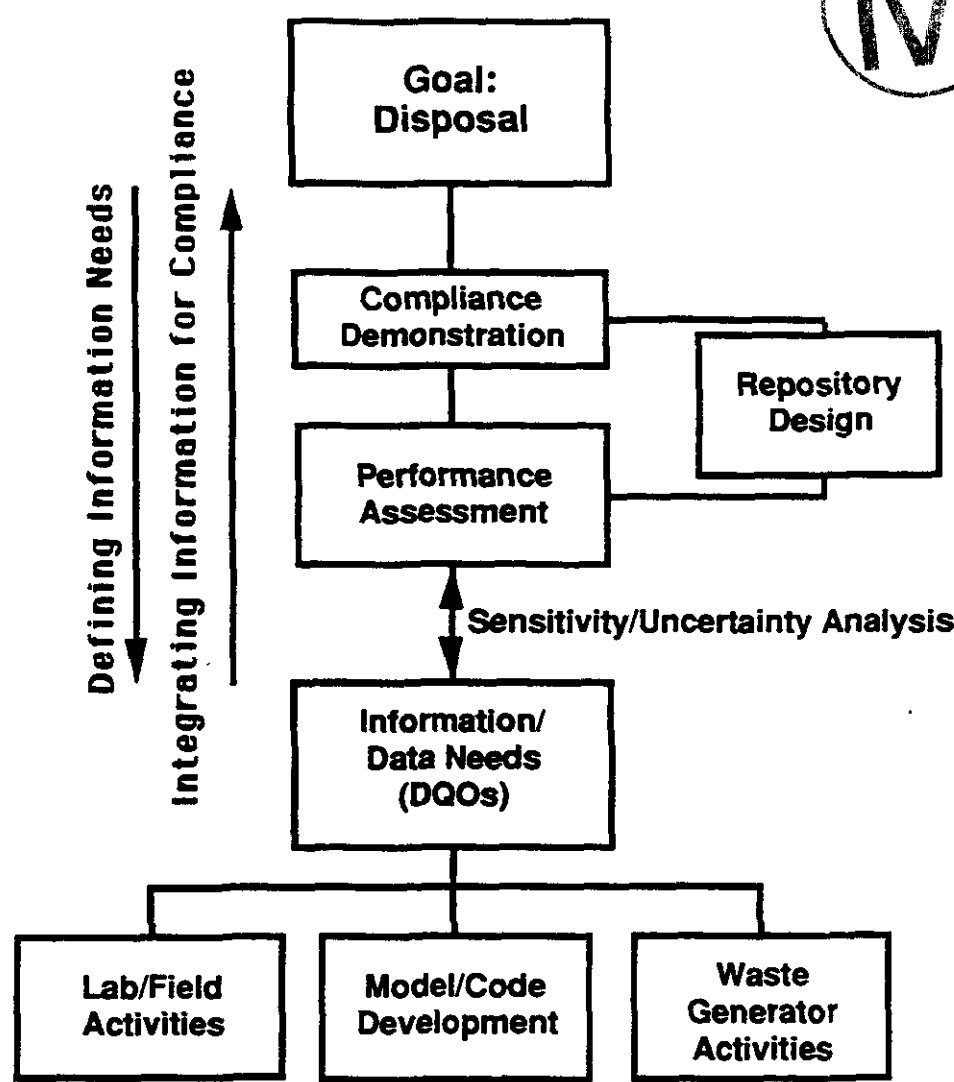 Goal:
Disposal
Defining Information Needs
Integrating Information for Compliance
Compliance
Demonstration
Repository
Design
Performance
Assessment
Sensitivity/Uncertainty Analysis
Information/
Data Needs
(DQOs)
Lab/Field
Activities
Model/Code
Development
Waste
Generator
Activities